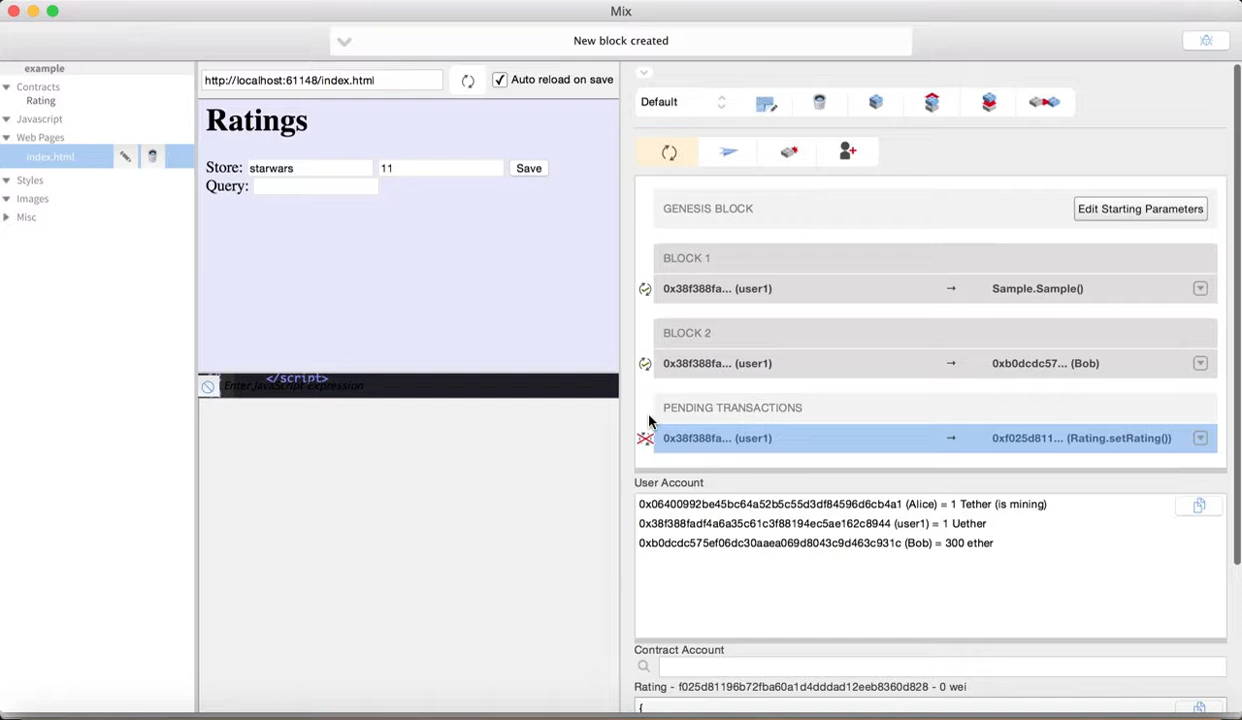 Mix
New block created
example
Contracts
Rating
Javascript
Web Pages
index.html
Styles
Images
Misc
http://localhost:61148/index.html
Auto reload on save
Ratings
Store: starwars 11 Save
Query:
</script>
Enter JavaScript expression
Default
GENESIS BLOCK
Edit Starting Parameters
BLOCK 1
0x38f388fa... (user1) → Sample.Sample()
BLOCK 2
0x38f388fa... (user1) → 0xb0dcdc57... (Bob)
PENDING TRANSACTIONS
0x38f388fa... (user1) → 0xf025d811... (Rating.setRating())
User Account
0x06400992be45bc64a52b5c55d3df84596d6cb4a1 (Alice) = 1 Tether (is mining)
0x38f388fadf4a6a35c61c3f88194ec5ae162c8944 (user1) = 1 Uether
0xb0dcdc575ef06dc30aaea069d8043c9d463c931c (Bob) = 300 ether
Contract Account
Rating - f025d81196b72fba60a1d4dddad12eeb8360d828 - 0 wei
{